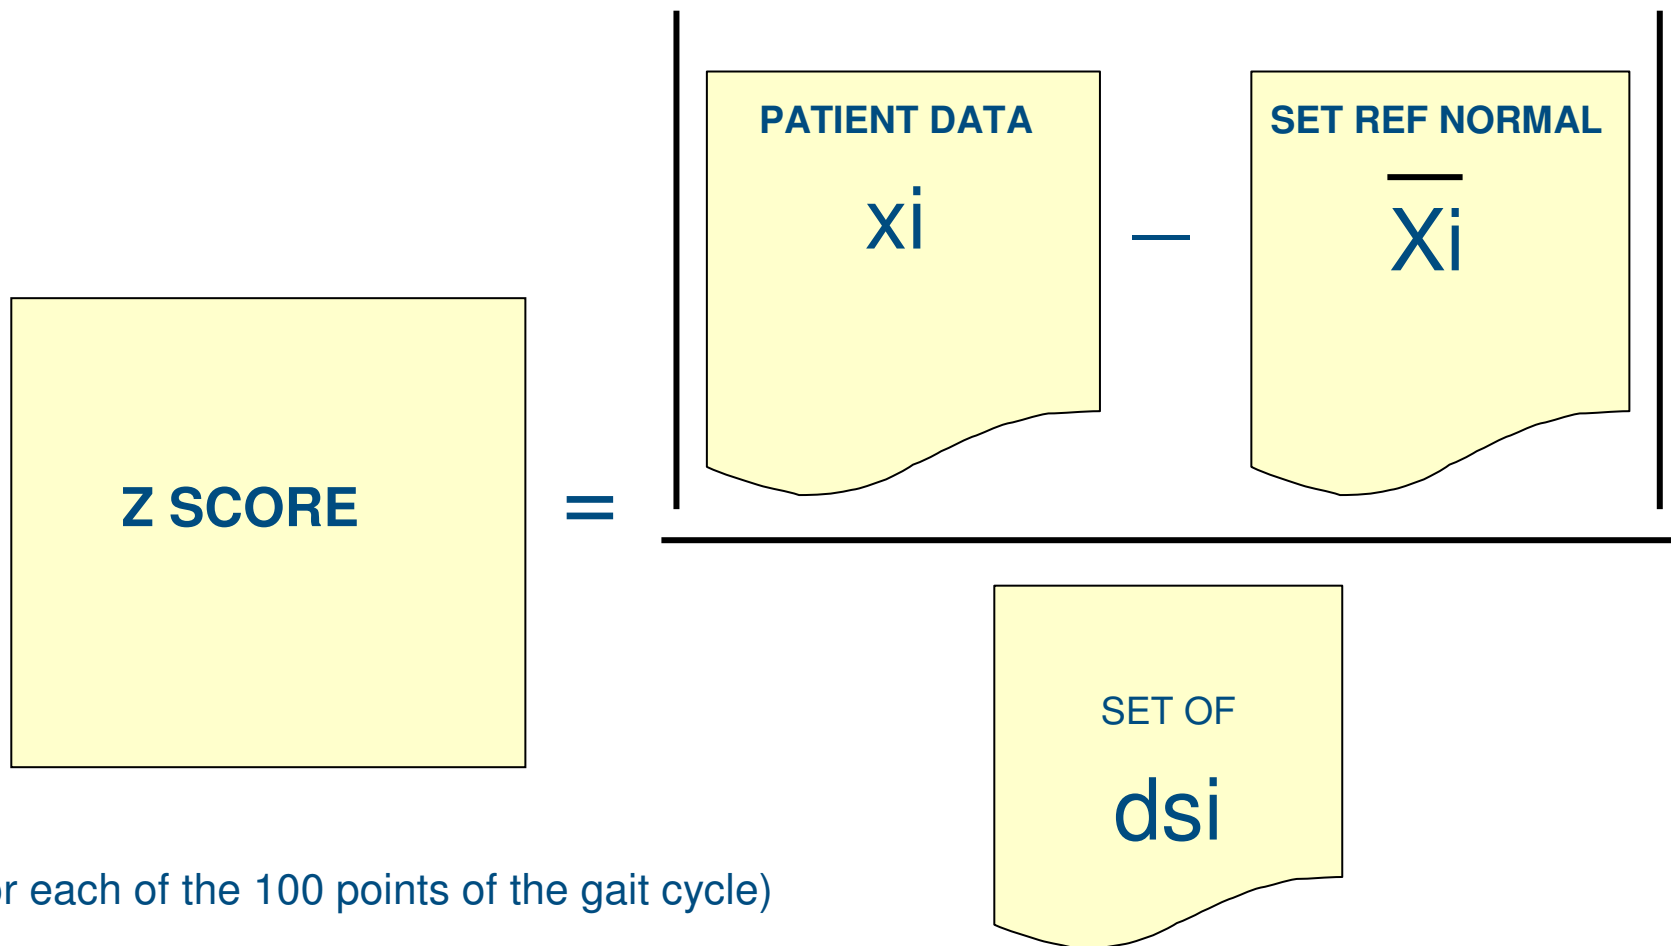 PATIENT DATA
xi
—
SET REF NORMAL
X̅i
Z SCORE
=
SET OF
dsi
each of the 100 points of the gait cycle)